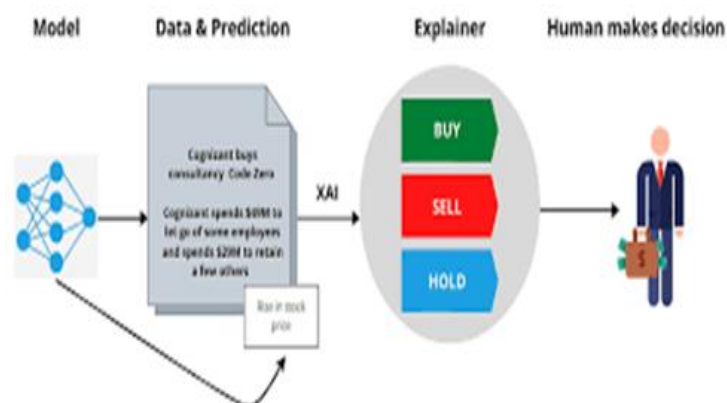 Model
Data & Prediction
Explainer
Human makes decision
Cognizant buys
consultancy Code Zero
Cognizant spends $69M to
let go of some employees
and spends $29M to retain
a few others
Rise in stock
price
XAI
BUY
SELL
HOLD
$